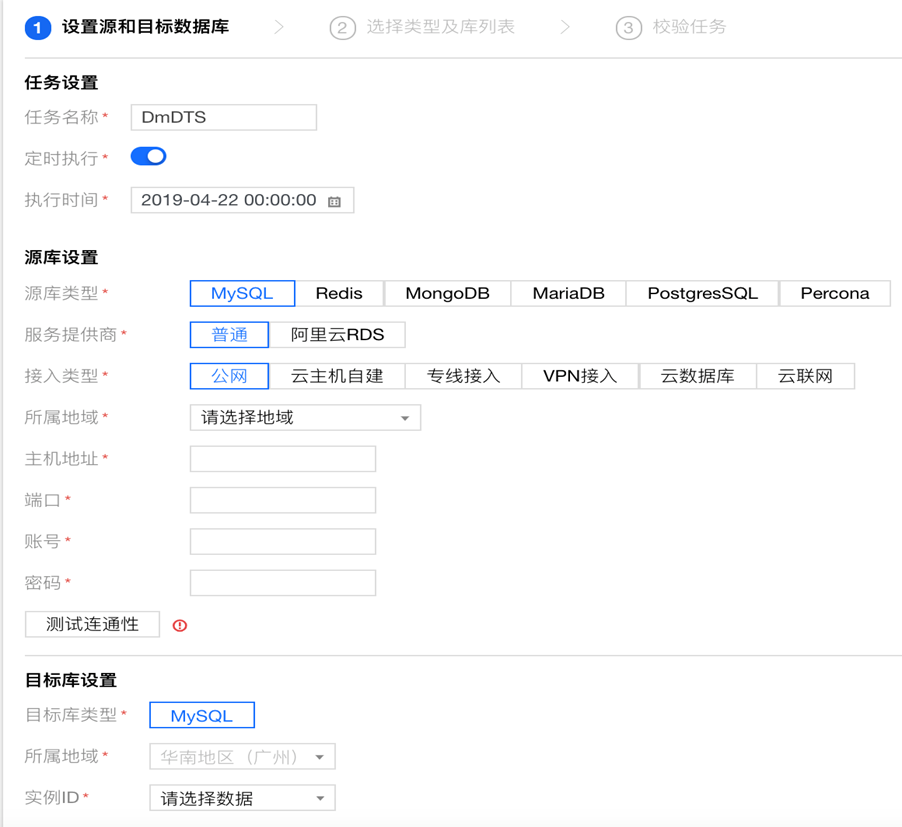 1 设置源和目标数据库 2 选择类型及库列表 3 校验任务
任务设置
任务名称* DmDTS
定时执行*
执行时间* 2019-04-22 00:00:00
源库设置
源库类型* MySQL Redis MongoDB MariaDB PostgresSQL Percona
服务提供商* 普通 阿里云RDS
接入类型* 公网 云主机自建 专线接入 VPN接入 云数据库 云联网
所属地域* 请选择地域
主机地址*
端口*
账号*
密码*
测试连通性
目标库设置
目标库类型* MySQL
所属地域* 华南地区（广州）
实例ID* 请选择数据